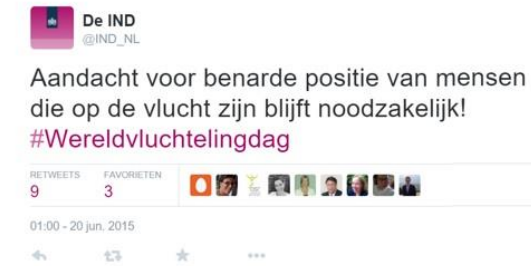 De IND
@IND_NL
Aandacht voor benarde positie van mensen
die op de vlucht zijn blijft noodzakelijk!
#Wereldvluchtelingdag
RETWEETS FAVORIETEN
9 3
01:00 - 20 jun. 2015